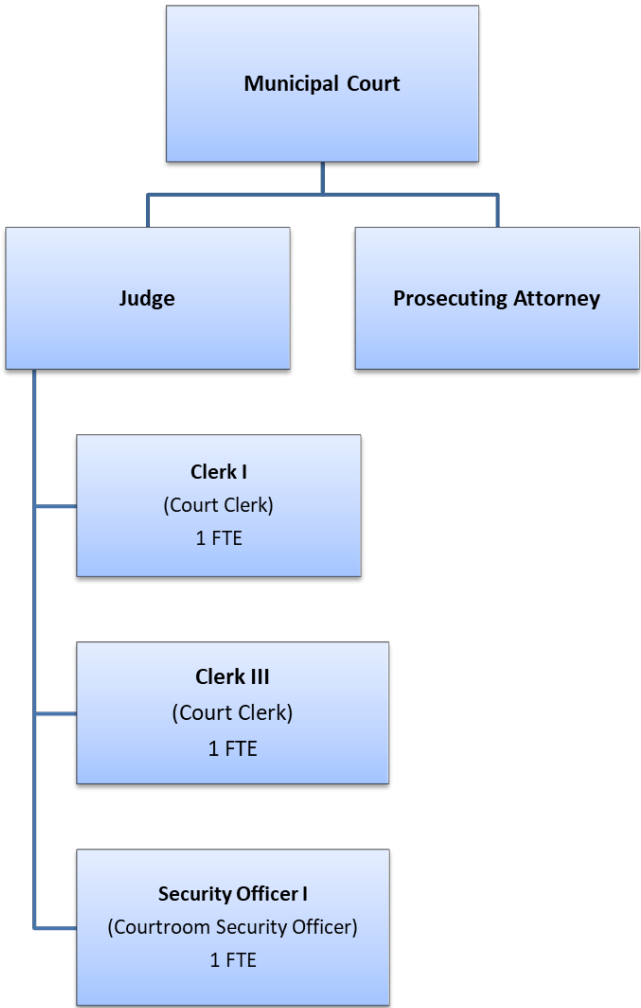 Municipal Court
Judge
Prosecuting Attorney
Clerk I
(Court Clerk)
1 FTE
Clerk III
(Court Clerk)
1 FTE
Security Officer I
(Courtroom Security Officer)
1 FTE